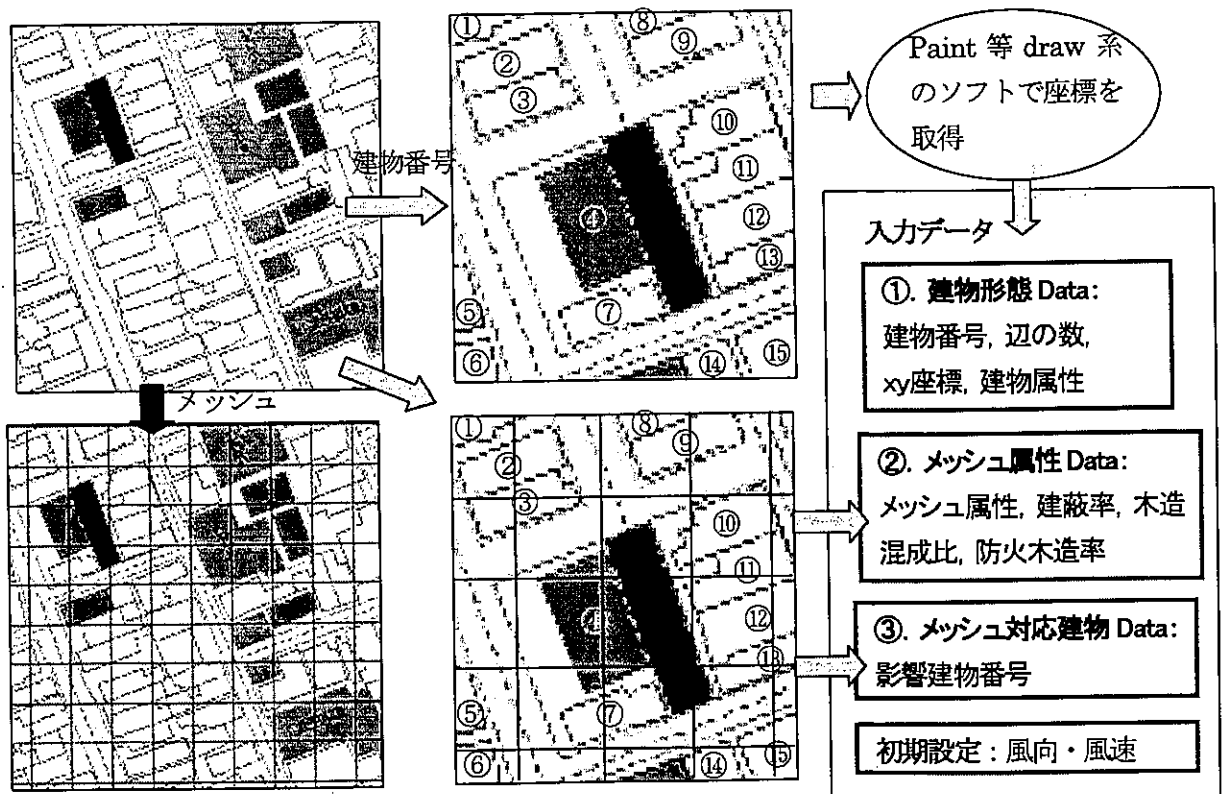 ① ⑧
② ⑨
③
⑩
⑪
④ ⑫
⑬
⑤ ⑦
⑥ ⑭ ⑮
建物番号
Paint 等 draw 系
のソフトで座標を
取得
メッシュ
① ⑧
② ⑨
③
⑩
⑪
④ ⑫
⑬
⑤ ⑦
⑥ ⑭ ⑮
入力データ
①. 建物形態 Data:
建物番号, 辺の数,
xy座標, 建物属性
②. メッシュ属性 Data:
メッシュ属性, 建蔽率, 木造
混成比, 防火木造率
③. メッシュ対応建物 Data:
影響建物番号
初期設定：風向・風速